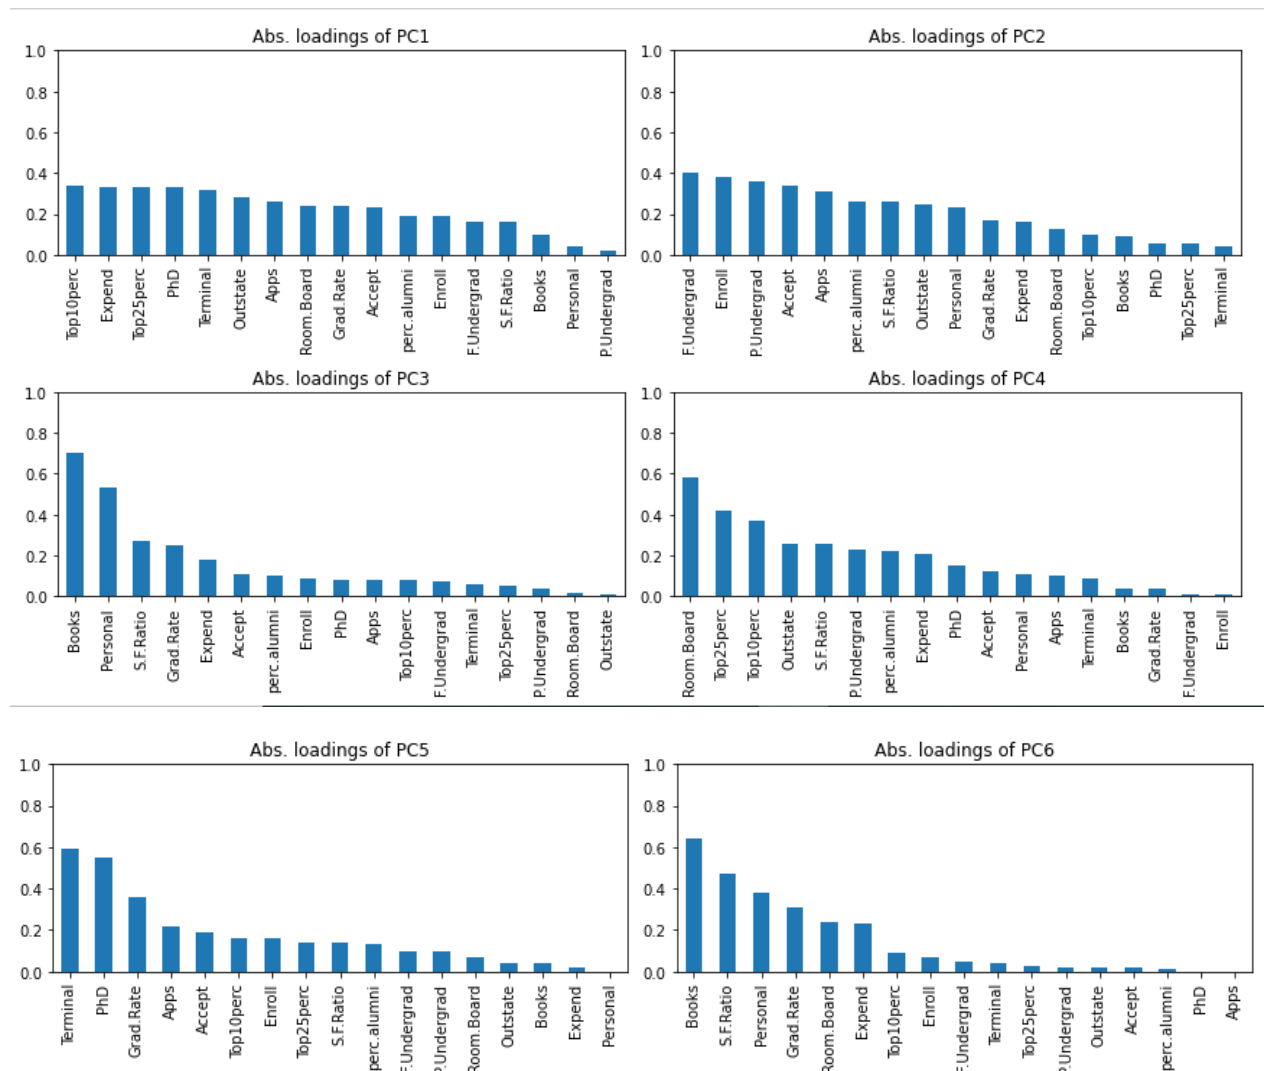 Abs. loadings of PC1
1.0
0.8
0.6
0.4
0.2
0.0
Top10perc
Expend
Top25perc
PhD
Terminal
Outstate
Apps
Room.Board
Grad.Rate
Accept
perc.alumni
Enroll
F.Undergrad
S.F.Ratio
Books
Personal
P.Undergrad
Abs. loadings of PC2
1.0
0.8
0.6
0.4
0.2
0.0
F.Undergrad
Enroll
P.Undergrad
Accept
Apps
perc.alumni
S.F.Ratio
Outstate
Personal
Grad.Rate
Expend
Room.Board
Top10perc
Books
PhD
Top25perc
Terminal
Abs. loadings of PC3
1.0
0.8
0.6
0.4
0.2
0.0
Books
Personal
S.F.Ratio
Grad.Rate
Expend
Accept
perc.alumni
Enroll
PhD
Apps
Top10perc
F.Undergrad
Terminal
Top25perc
P.Undergrad
Room.Board
Outstate
Abs. loadings of PC4
1.0
0.8
0.6
0.4
0.2
0.0
Room.Board
Top25perc
Top10perc
Outstate
S.F.Ratio
P.Undergrad
perc.alumni
Expend
PhD
Accept
Personal
Apps
Terminal
Books
Grad.Rate
F.Undergrad
Enroll
Abs. loadings of PC5
1.0
0.8
0.6
0.4
0.2
0.0
Terminal
PhD
Grad.Rate
Apps
Accept
Top10perc
Enroll
Top25perc
S.F.Ratio
perc.alumni
F.Undergrad
P.Undergrad
Room.Board
Outstate
Books
Expend
Personal
Abs. loadings of PC6
1.0
0.8
0.6
0.4
0.2
0.0
Books
S.F.Ratio
Personal
Grad.Rate
Room.Board
Expend
Top10perc
Enroll
F.Undergrad
Terminal
Top25perc
P.Undergrad
Outstate
Accept
perc.alumni
PhD
Apps